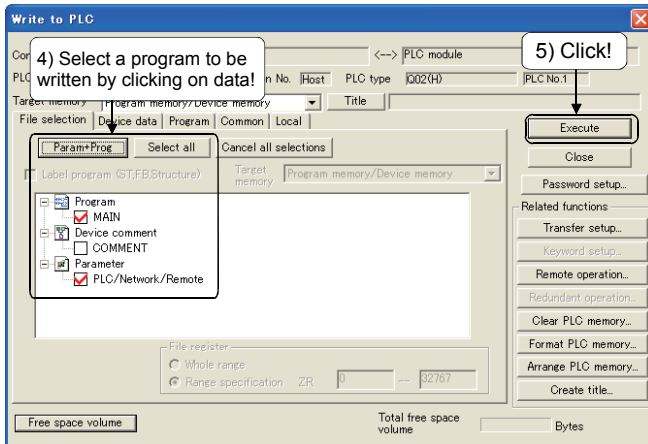 Write to PLC
4) Select a program to be
written by clicking on data!
5) Click!
<--> PLC module
n No. Host PLC type Q02(H) PLC No.1
Target memory Program memory/Device memory Title
File selection Device data Program Common Local
Param+Prog Select all Cancel all selections
Label program (ST,FB,Structure) Target memory Program memory/Device memory
Program
MAIN
Device comment
COMMENT
Parameter
PLC/Network/Remote
File register
Whole range
Range specification ZR 0 -- 32767
Free space volume
Total free space
volume
Bytes
Execute
Close
Password setup...
Related functions
Transfer setup...
Keyword setup...
Remote operation...
Redundant operation...
Clear PLC memory...
Format PLC memory...
Arrange PLC memory...
Create title...